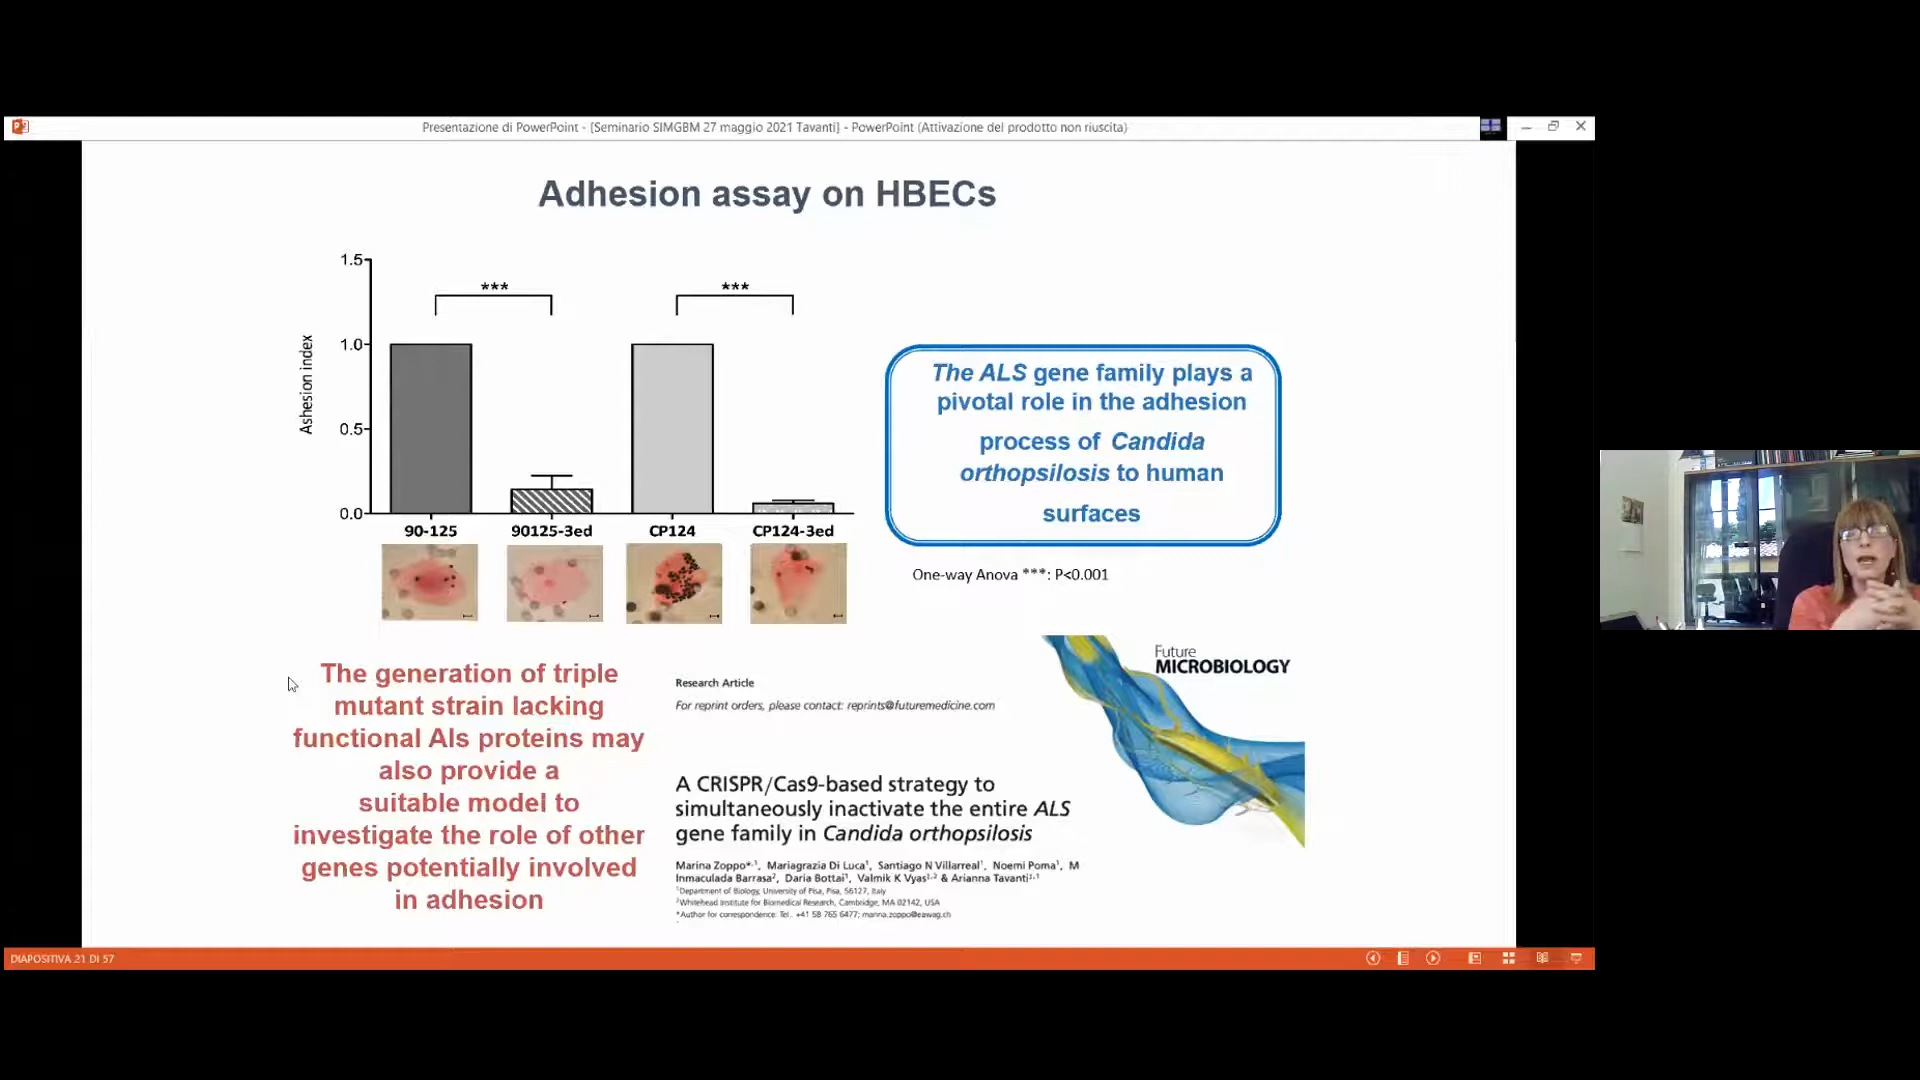 Presentazione di PowerPoint - [Seminario SIMGBM 27 maggio 2021 Tavanti] - PowerPoint (Attivazione del prodotto non riuscita)
Adhesion assay on HBECs
1.5
1.0
0.5
0.0
Ashesion index
***
***
90-125
90125-3ed
CP124
CP124-3ed
The ALS gene family plays a
pivotal role in the adhesion
process of Candida
orthopsilosis to human
surfaces
One-way Anova ***: P<0.001
The generation of triple
mutant strain lacking
functional Als proteins may
also provide a
suitable model to
investigate the role of other
genes potentially involved
in adhesion
Future
MICROBIOLOGY
Research Article
For reprint orders, please contact: reprints@futuremedicine.com
A CRISPR/Cas9-based strategy to
simultaneously inactivate the entire ALS
gene family in Candida orthopsilosis
Marina Zoppo*,1, Mariagrazia Di Luca1, Santiago N Villarreal1, Noemi Poma1, M
Inmaculada Barrasa2, Daria Bottai1, Valmik K Vyas‡,2 & Arianna Tavanti‡,1
1Department of Biology, University of Pisa, Pisa, 56127, Italy
2Whitehead Institute for Biomedical Research, Cambridge, MA 02142, USA
*Author for correspondence: Tel.: +41 58 765 6477; marina.zoppo@eawag.ch
DIAPOSITIVA 21 DI 57